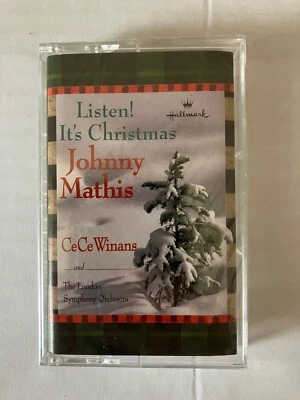 Listen!
It's Christmas
Hallmark
Johnny
Mathis
CeCe Winans
and
The London
Symphony Orchestra